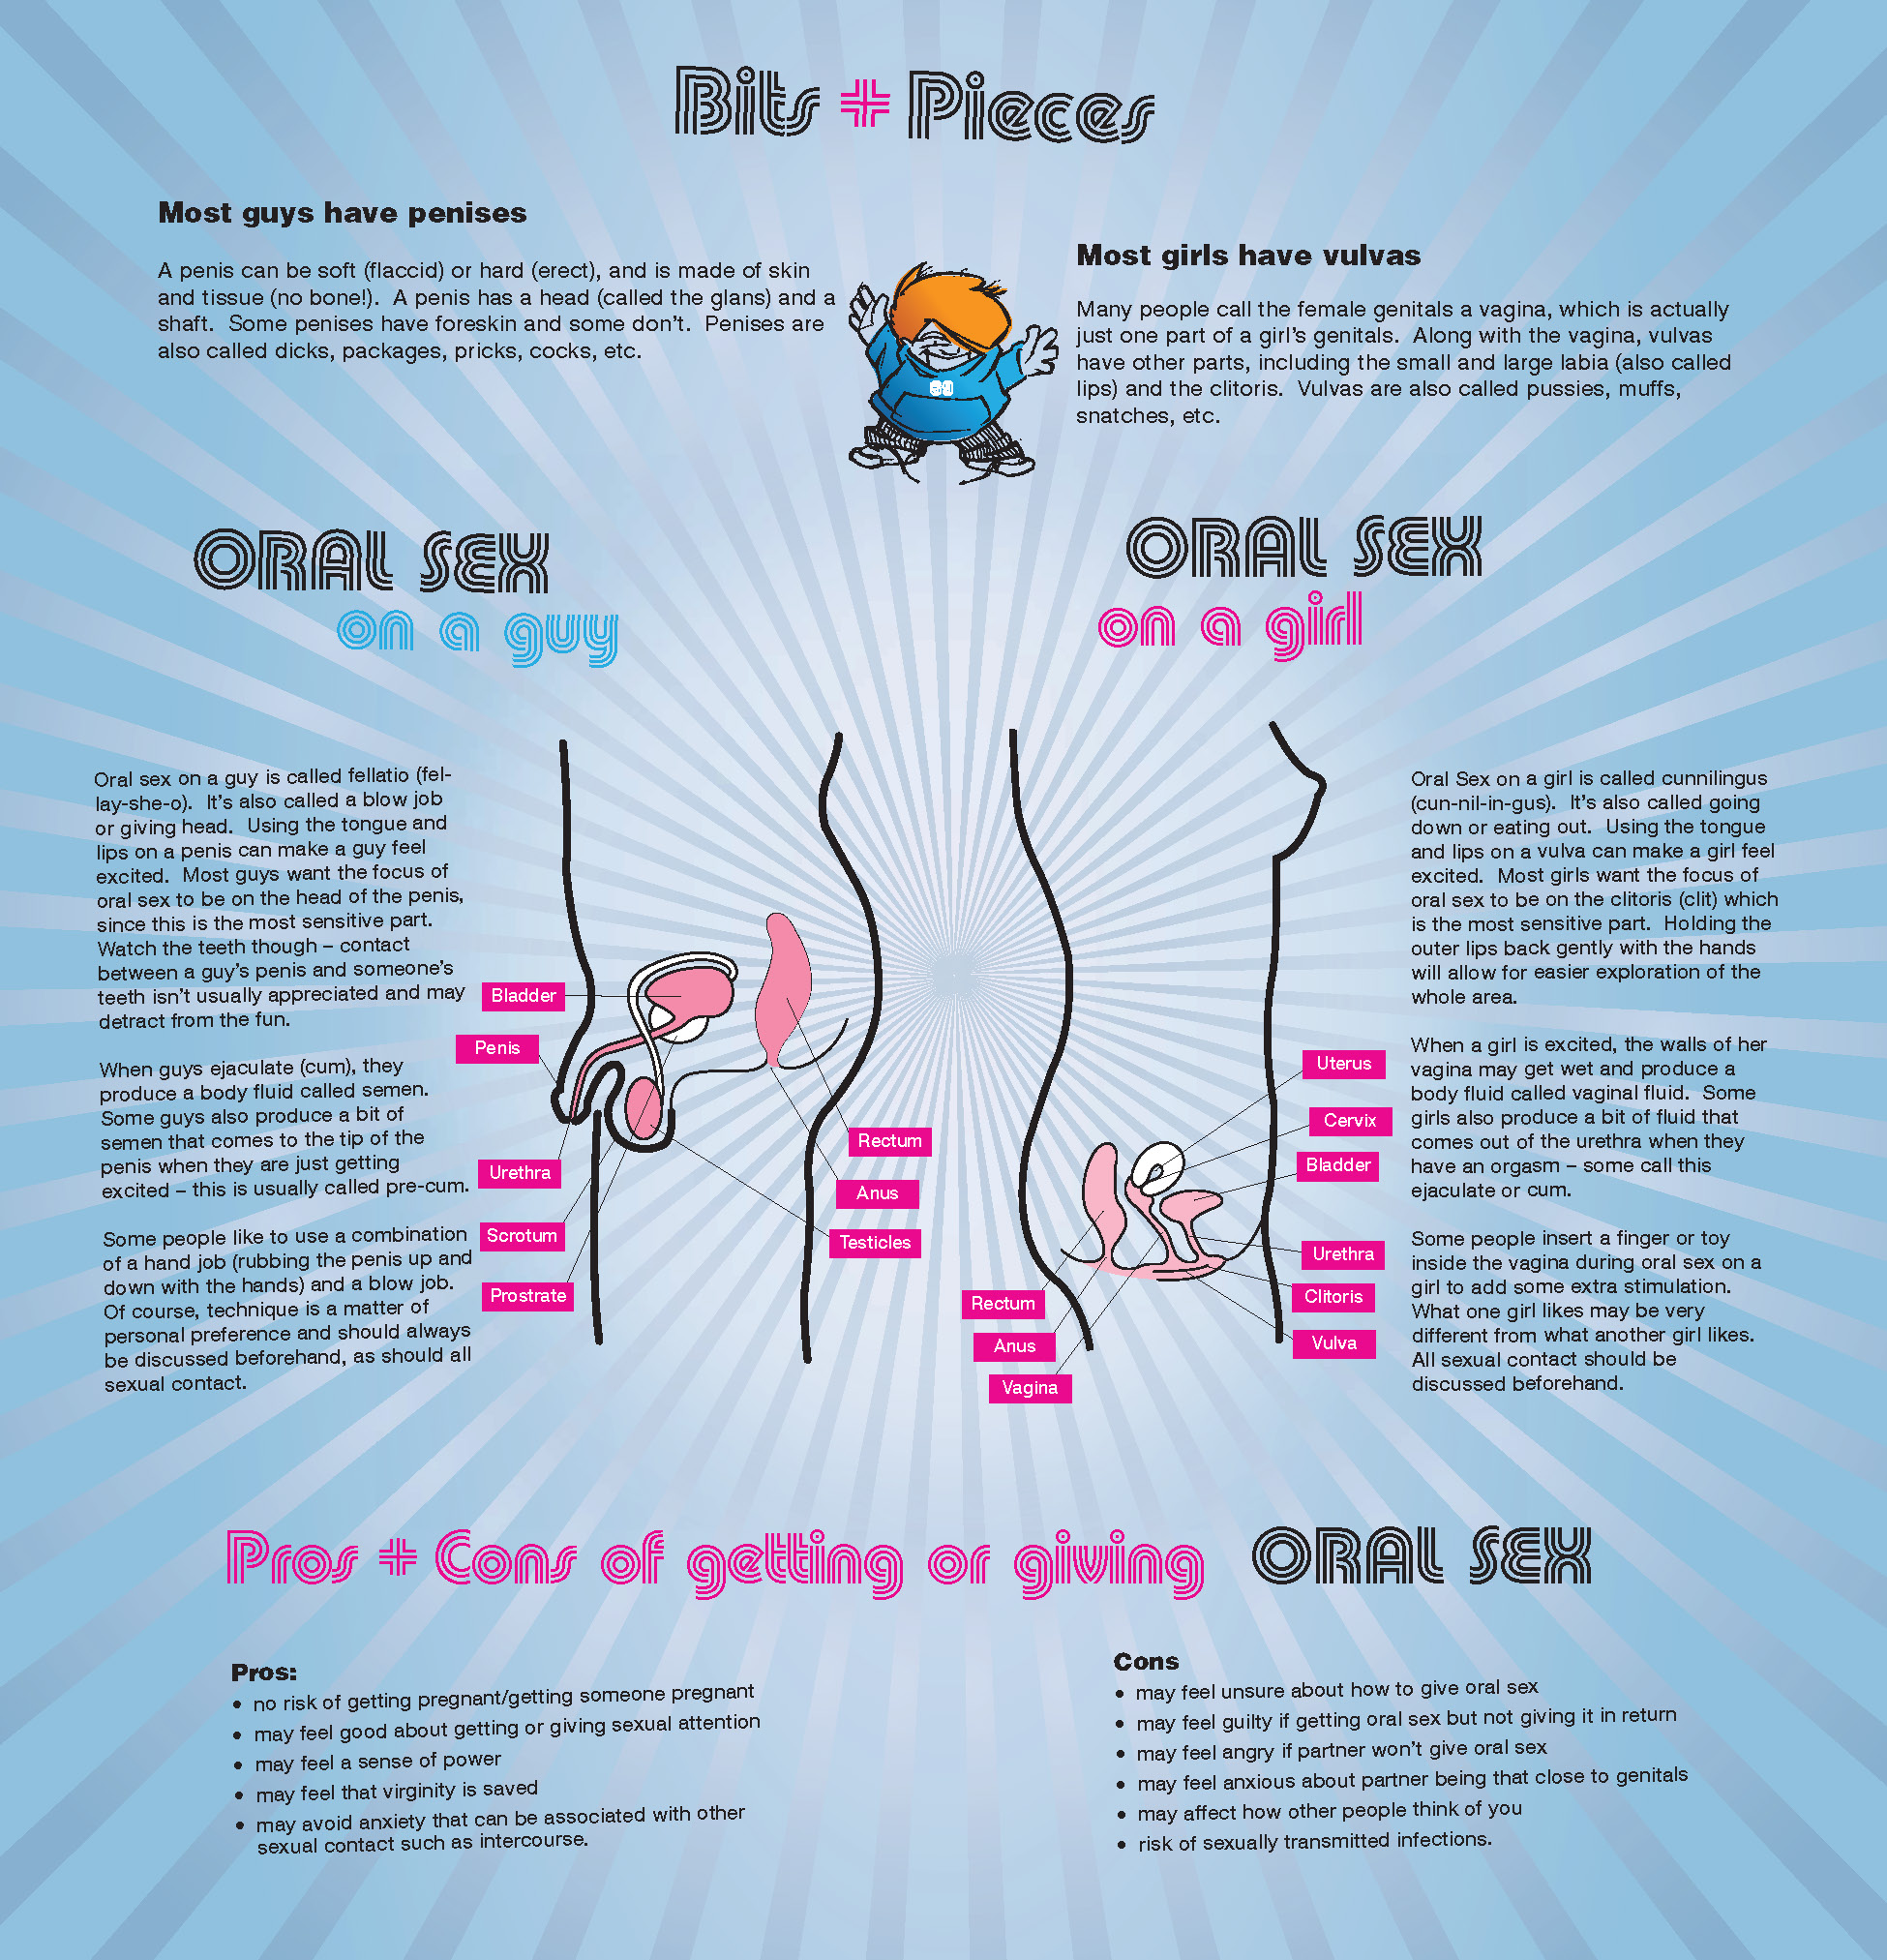 Bits + Pieces
Most guys have penises
A penis can be soft (flaccid) or hard (erect), and is made of skin
and tissue (no bone!).  A penis has a head (called the glans) and a
shaft.  Some penises have foreskin and some don't.  Penises are
also called dicks, packages, pricks, cocks, etc.
Most girls have vulvas
Many people call the female genitals a vagina, which is actually
just one part of a girl's genitals.  Along with the vagina, vulvas
have other parts, including the small and large labia (also called
lips) and the clitoris.  Vulvas are also called pussies, muffs,
snatches, etc.
ORAL SEX
on a guy
Oral sex on a guy is called fellatio (fel-
lay-she-o).  It's also called a blow job
or giving head.  Using the tongue and
lips on a penis can make a guy feel
excited.  Most guys want the focus of
oral sex to be on the head of the penis,
since this is the most sensitive part.
Watch the teeth though – contact
between a guy's penis and someone's
teeth isn't usually appreciated and may
detract from the fun.
When guys ejaculate (cum), they
produce a body fluid called semen.
Some guys also produce a bit of
semen that comes to the tip of the
penis when they are just getting
excited – this is usually called pre-cum.
Some people like to use a combination
of a hand job (rubbing the penis up and
down with the hands) and a blow job.
Of course, technique is a matter of
personal preference and should always
be discussed beforehand, as should all
sexual contact.
Bladder
Penis
Urethra
Scrotum
Prostrate
Rectum
Anus
Testicles
ORAL SEX
on a girl
Uterus
Cervix
Bladder
Urethra
Clitoris
Vulva
Rectum
Anus
Vagina
Oral Sex on a girl is called cunnilingus
(cun-nil-in-gus).  It's also called going
down or eating out.  Using the tongue
and lips on a vulva can make a girl feel
excited.  Most girls want the focus of
oral sex to be on the clitoris (clit) which
is the most sensitive part.  Holding the
outer lips back gently with the hands
will allow for easier exploration of the
whole area.
When a girl is excited, the walls of her
vagina may get wet and produce a
body fluid called vaginal fluid.  Some
girls also produce a bit of fluid that
comes out of the urethra when they
have an orgasm – some call this
ejaculate or cum.
Some people insert a finger or toy
inside the vagina during oral sex on a
girl to add some extra stimulation.
What one girl likes may be very
different from what another girl likes.
All sexual contact should be
discussed beforehand.
Pros + Cons of getting or giving ORAL SEX
Pros:
• no risk of getting pregnant/getting someone pregnant
• may feel good about getting or giving sexual attention
• may feel a sense of power
• may feel that virginity is saved
• may avoid anxiety that can be associated with other
sexual contact such as intercourse.
Cons
• may feel unsure about how to give oral sex
• may feel guilty if getting oral sex but not giving it in return
• may feel angry if partner won't give oral sex
• may feel anxious about partner being that close to genitals
• may affect how other people think of you
• risk of sexually transmitted infections.